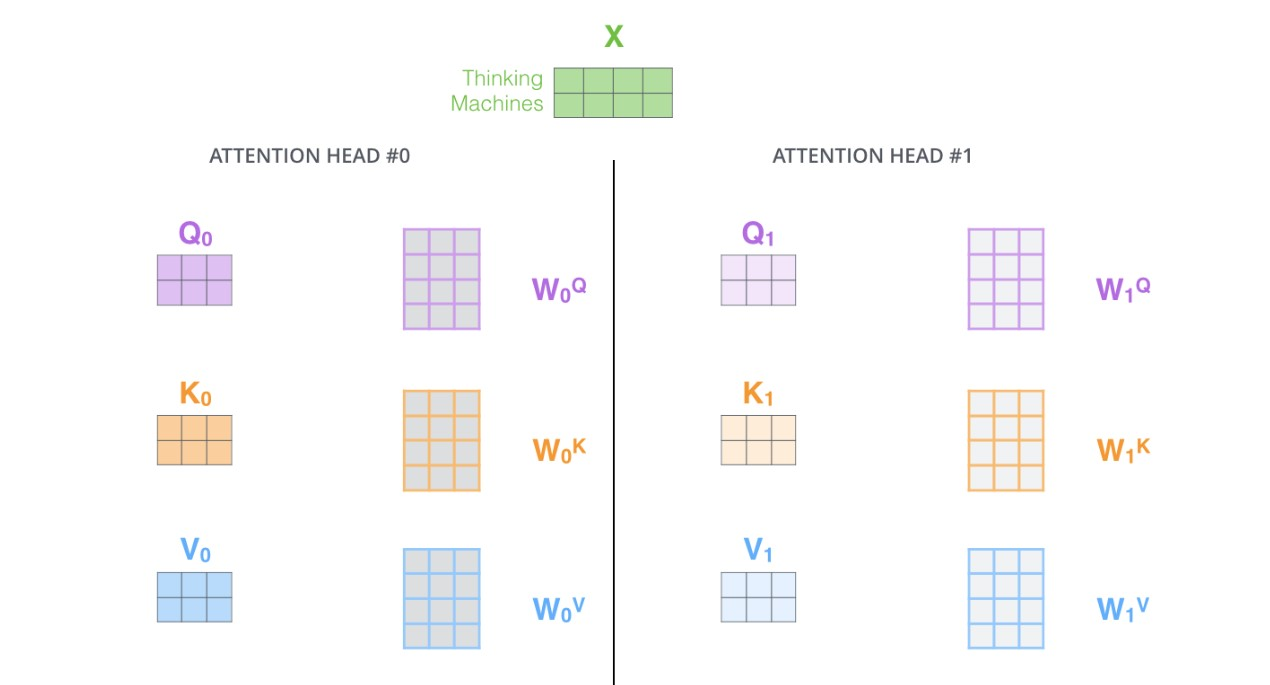 X
Thinking
Machines
ATTENTION HEAD #0
ATTENTION HEAD #1
Q₀
W₀Q
Q₁
W₁Q
K₀
W₀K
K₁
W₁K
V₀
W₀V
V₁
W₁V